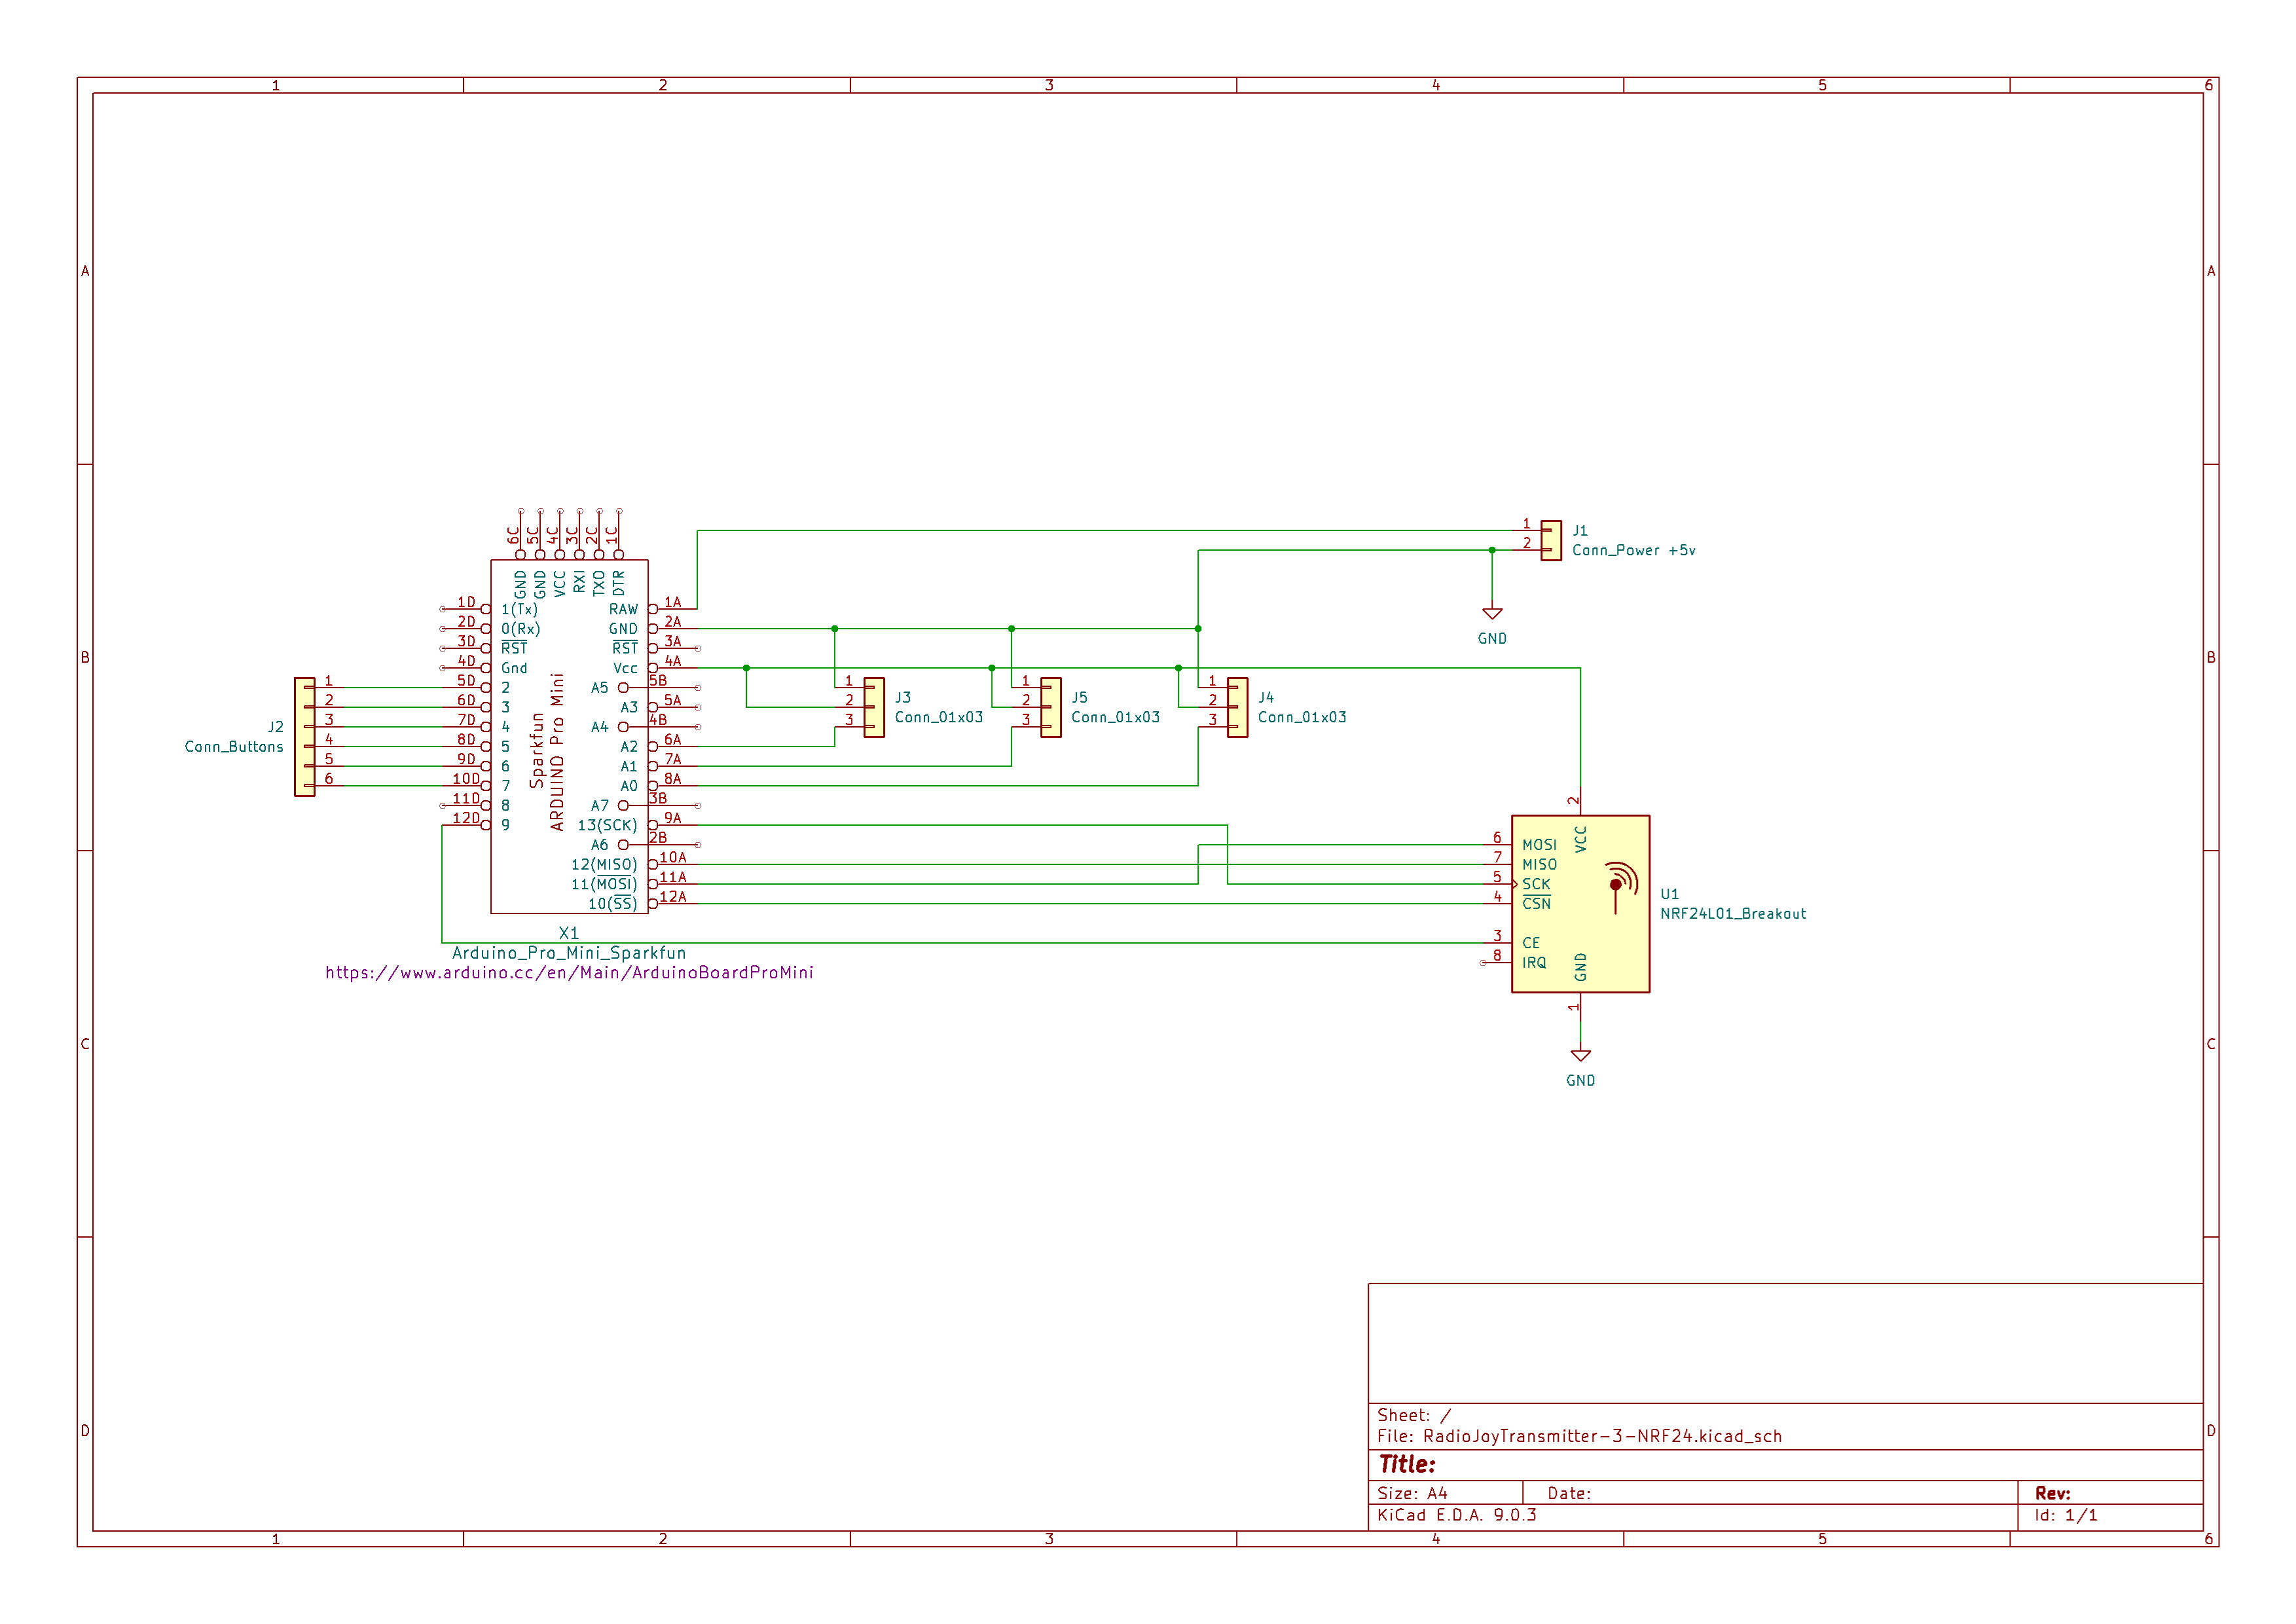 1 2 3 4 5 6
A A
B B
C C
D D
6C 5C 4C 3C 2C 1C
GND GND VCC RXI TXO DTR
1D 1(Tx) RAW 1A
2D 0(Rx) GND 2A
3D RST RST 3A
4D Gnd Vcc 4A
5D 2 A5 5B
6D 3 A3 5A
7D 4 A4 4B
8D 5 A2 6A
9D 6 A1 7A
10D 7 A0 8A
11D 8 A7 3B
12D 9 13(SCK) 9A
A6 2B
12(MISO) 10A
11(MOSI) 11A
10(SS) 12A
Sparkfun
ARDUINO Pro Mini
X1
Arduino_Pro_Mini_Sparkfun
https://www.arduino.cc/en/Main/ArduinoBoardProMini
J2
Conn_Buttons
1
2
3
4
5
6
1
2
3
J3
Conn_01x03
1
2
3
J5
Conn_01x03
1
2
3
J4
Conn_01x03
1
2
J1
Conn_Power +5v
GND
2
VCC
6 MOSI
7 MISO
5 SCK
4 CSN
3 CE
8 IRQ
GND
1
U1
NRF24L01_Breakout
GND
Sheet: /
File: RadioJoyTransmitter-3-NRF24.kicad_sch
Title:
Size: A4 Date: Rev:
KiCad E.D.A. 9.0.3 Id: 1/1
1 2 3 4 5 6